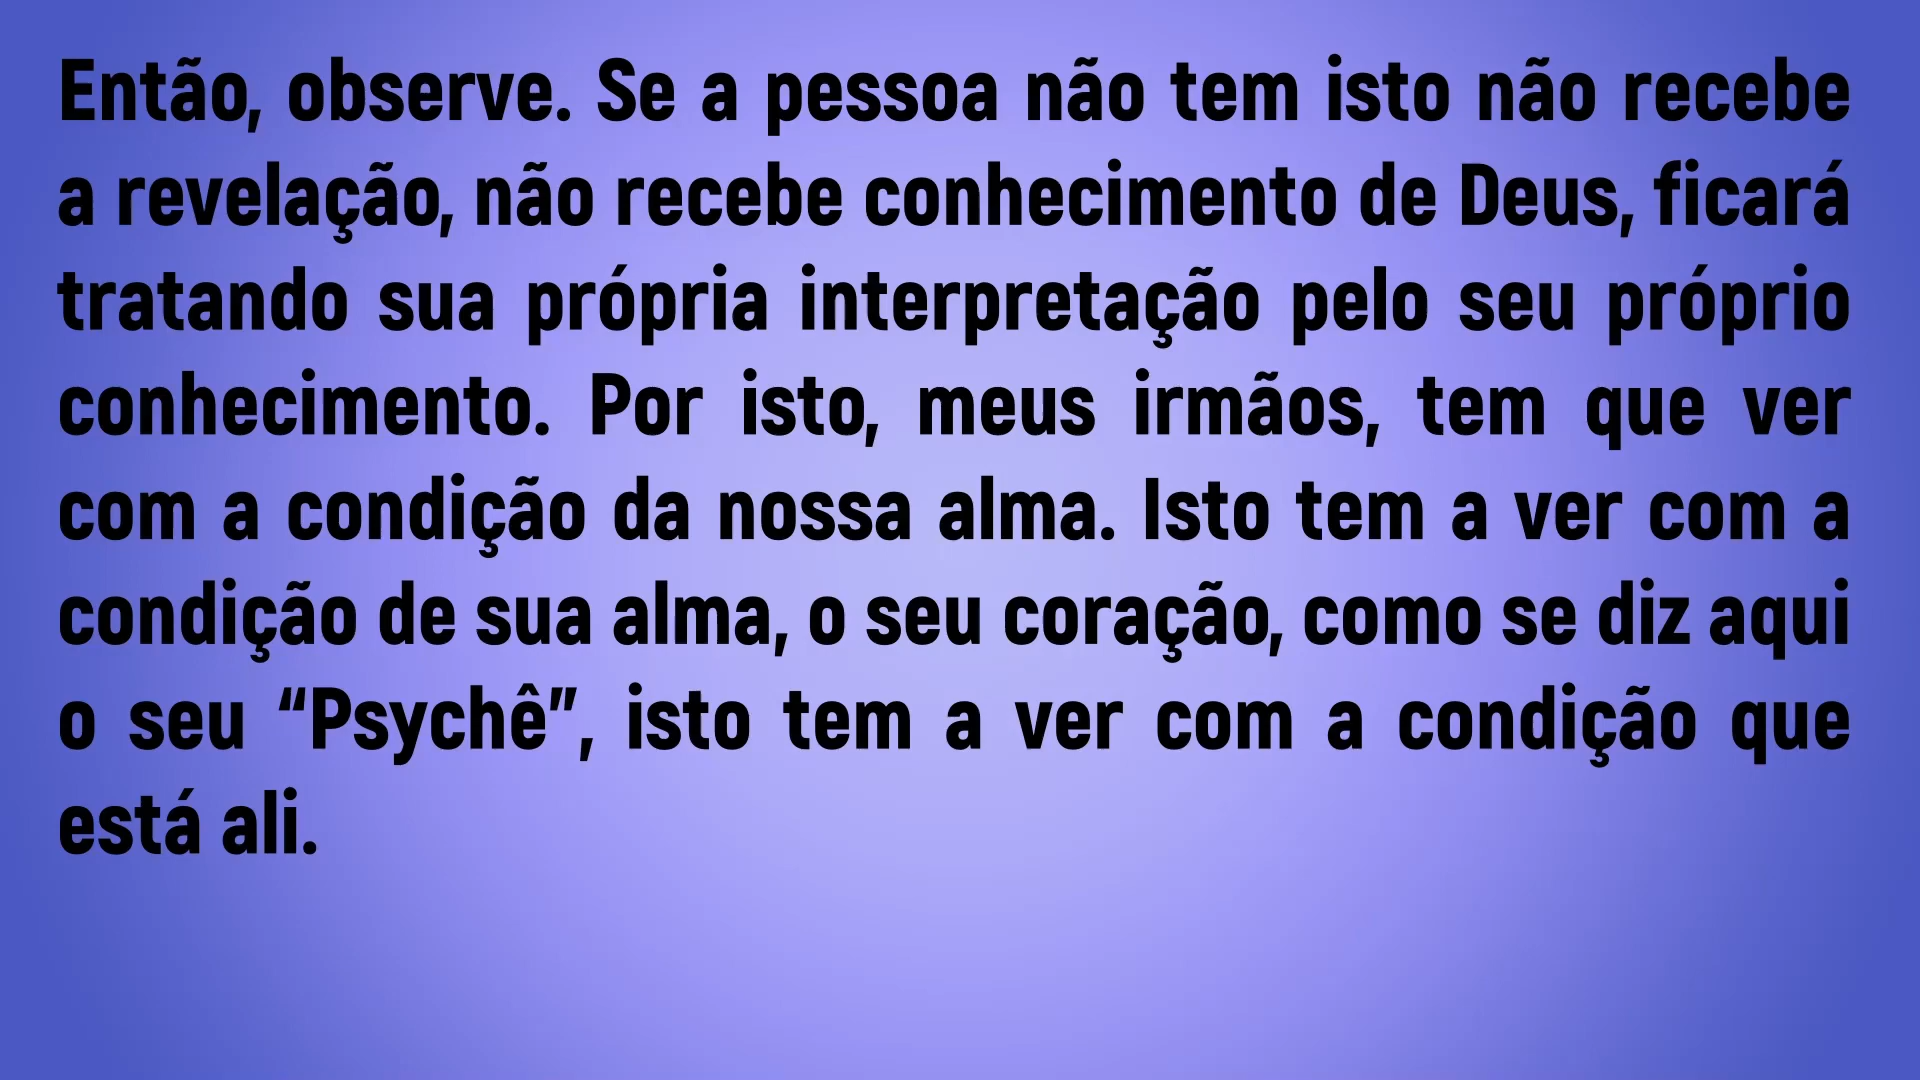 Então, observe. Se a pessoa não tem isto não recebe
a revelação, não recebe conhecimento de Deus, ficará
tratando sua própria interpretação pelo seu próprio
conhecimento. Por isto, meus irmãos, tem que ver
com a condição da nossa alma. Isto tem a ver com a
condição de sua alma, o seu coração, como se diz aqui
o seu “Psychê”, isto tem a ver com a condição que
está ali.